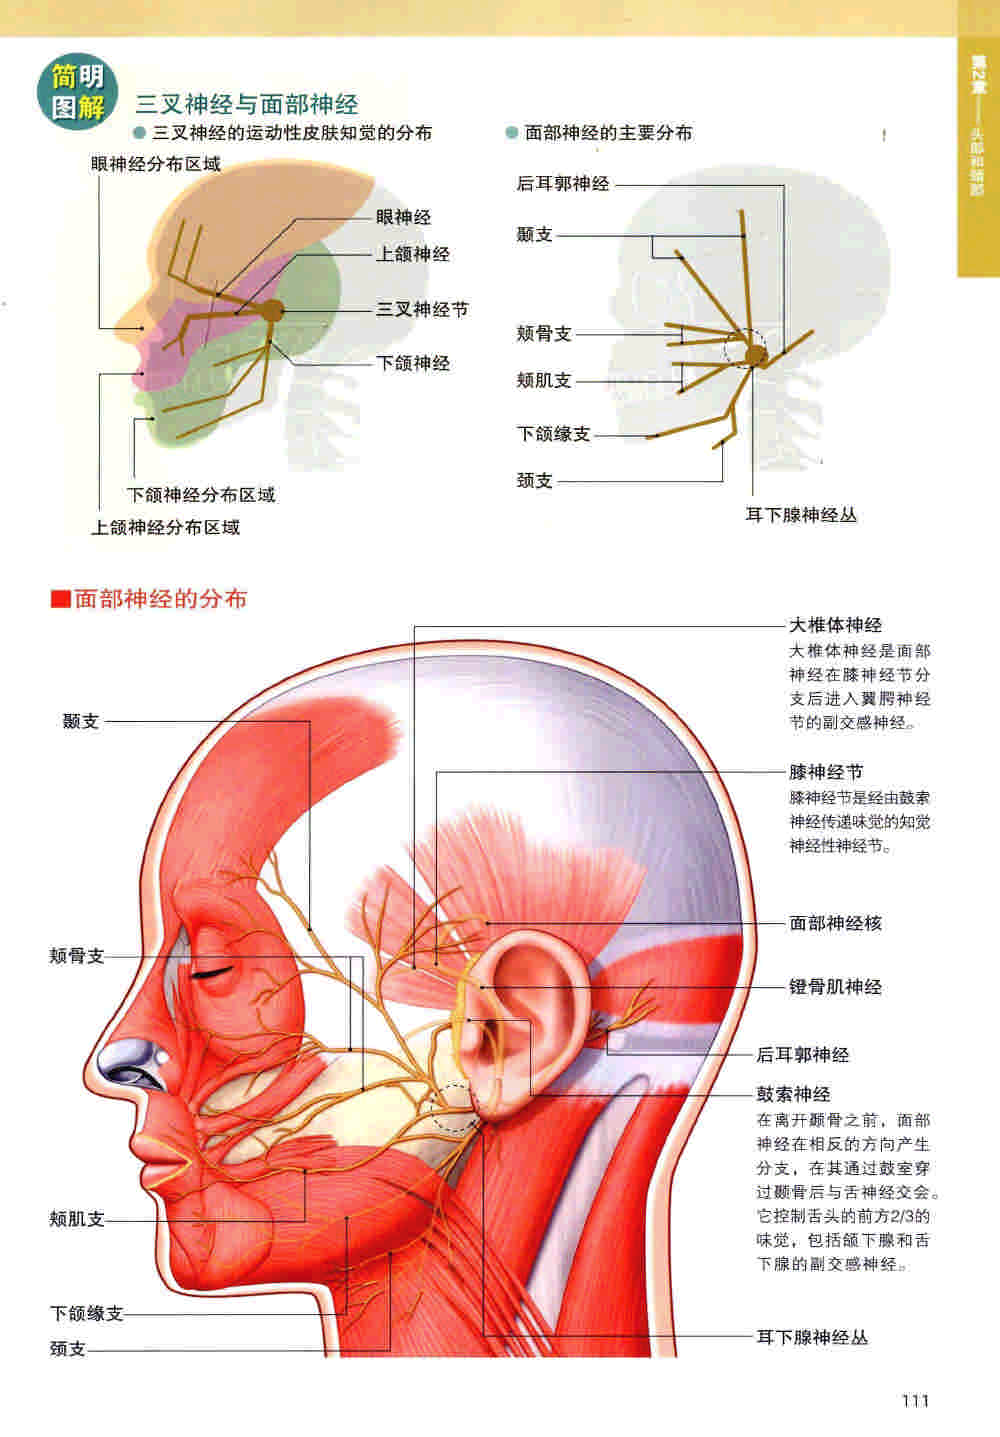 第2章——头部和颈部
简明
图解
三叉神经与面部神经
三叉神经的运动性皮肤知觉的分布
眼神经分布区域
眼神经
上颌神经
三叉神经节
下颌神经
下颌神经分布区域
上颌神经分布区域
面部神经的主要分布
后耳郭神经
颞支
颊骨支
颊肌支
下颌缘支
颈支
耳下腺神经丛
面部神经的分布
颞支
颊骨支
颊肌支
下颌缘支
颈支
大椎体神经
大椎体神经是面部
神经在膝神经节分
支后进入翼腭神经
节的副交感神经。
膝神经节
膝神经节是经由鼓索
神经传递味觉的知觉
神经性神经节。
面部神经核
镫骨肌神经
后耳郭神经
鼓索神经
在离开颞骨之前，面部
神经在相反的方向产生
分支，在其通过鼓室穿
过颞骨后与舌神经交会。
它控制舌头的前方2/3的
味觉，包括颌下腺和舌
下腺的副交感神经。
耳下腺神经丛
111